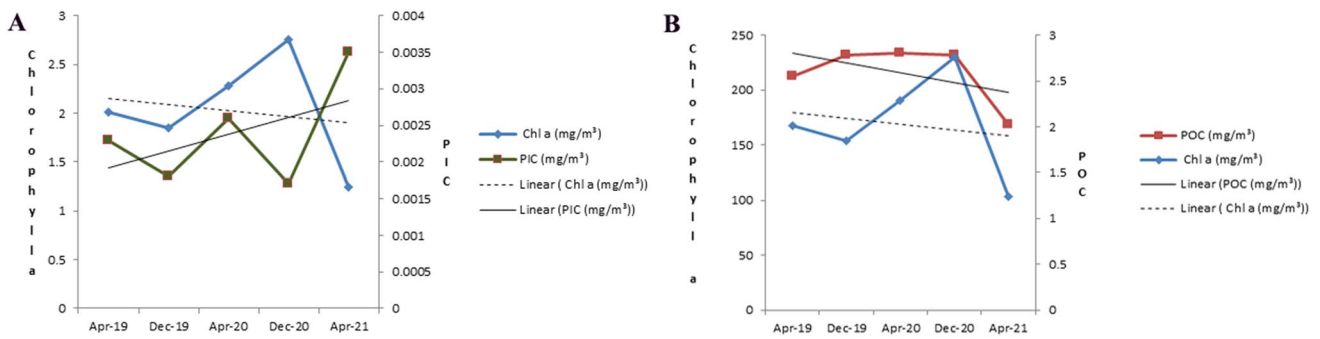 A
Chlorophylla
3
2.5
2
1.5
1
0.5
0
0.004
0.0035
0.003
0.0025
0.002
0.0015
0.001
0.0005
0
PIC
Apr-19 Dec-19 Apr-20 Dec-20 Apr-21
Chl a (mg/m³)
PIC (mg/m³)
Linear ( Chl a (mg/m³))
Linear (PIC (mg/m³))
B
Chlorophyll a
250
200
150
100
50
0
3
2.5
2
1.5
1
0.5
0
POC
Apr-19 Dec-19 Apr-20 Dec-20 Apr-21
POC (mg/m³)
Chl a (mg/m³)
Linear (POC (mg/m³))
Linear ( Chl a (mg/m³))